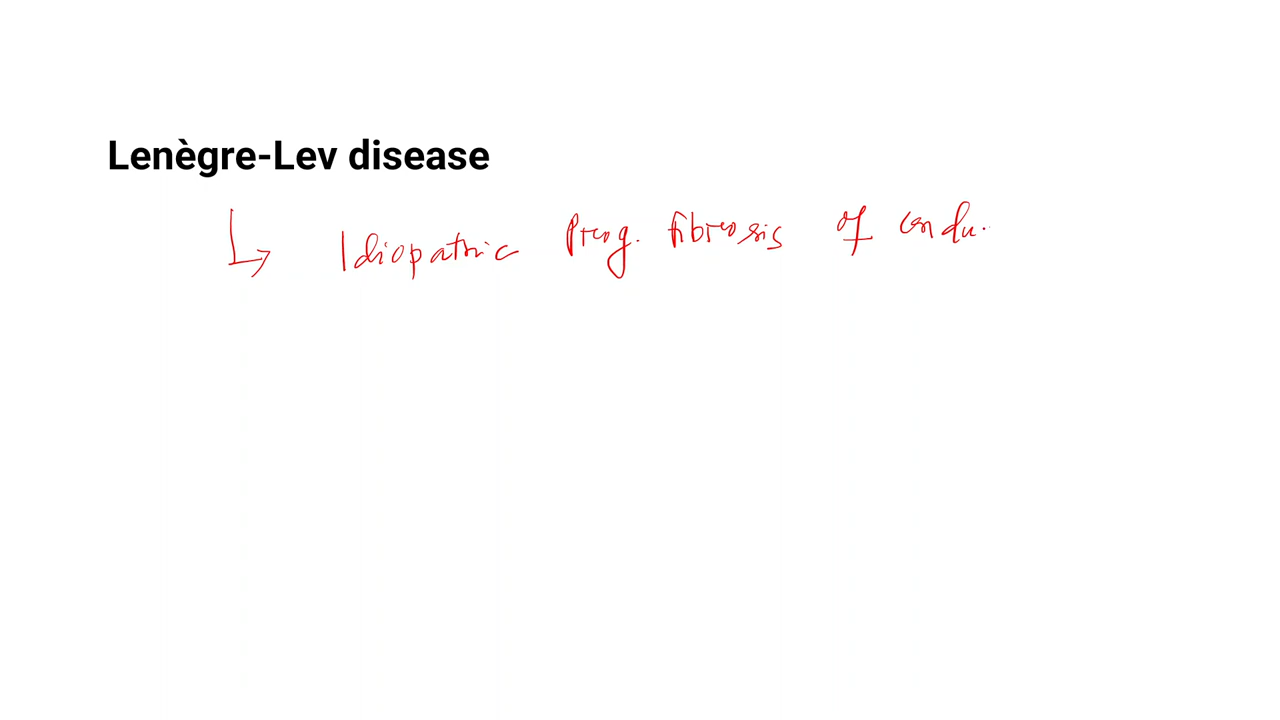 Lenègre-Lev disease
Idiopathic Prog. fibrosis of condu.